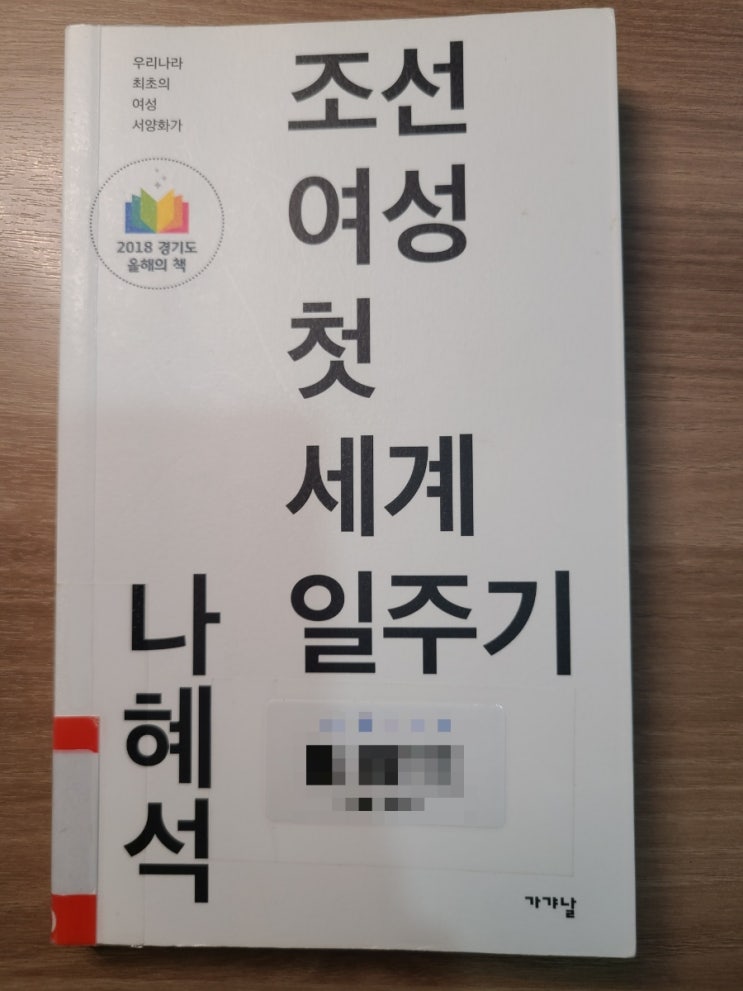 우리나라
최초의
여성
서양화가
2018 경기도
올해의 책
조선
여성
첫
세계
일주기
나
혜
석
가갸날